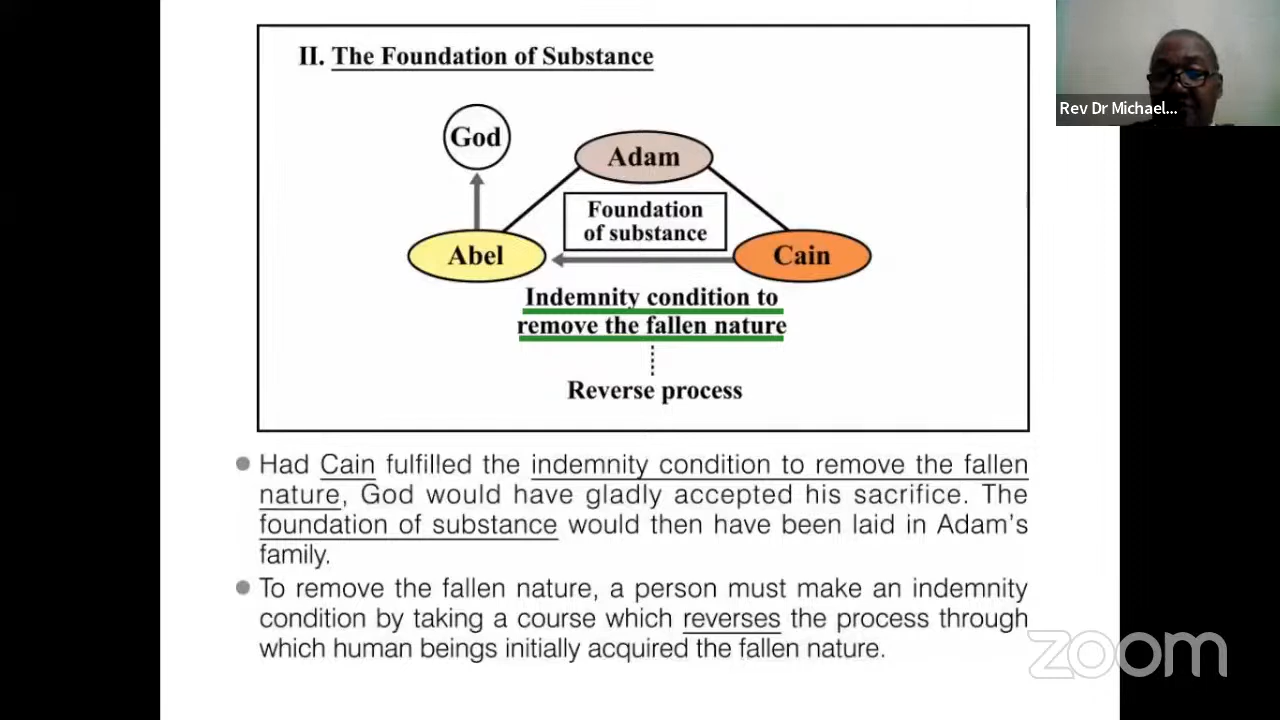 II. The Foundation of Substance
God
Adam
Foundation
of substance
Abel
Cain
Indemnity condition to
remove the fallen nature
Reverse process
Had Cain fulfilled the indemnity condition to remove the fallen
nature, God would have gladly accepted his sacrifice. The
foundation of substance would then have been laid in Adam's
family.
To remove the fallen nature, a person must make an indemnity
condition by taking a course which reverses the process through
which human beings initially acquired the fallen nature.
Rev Dr Michael...
zoom